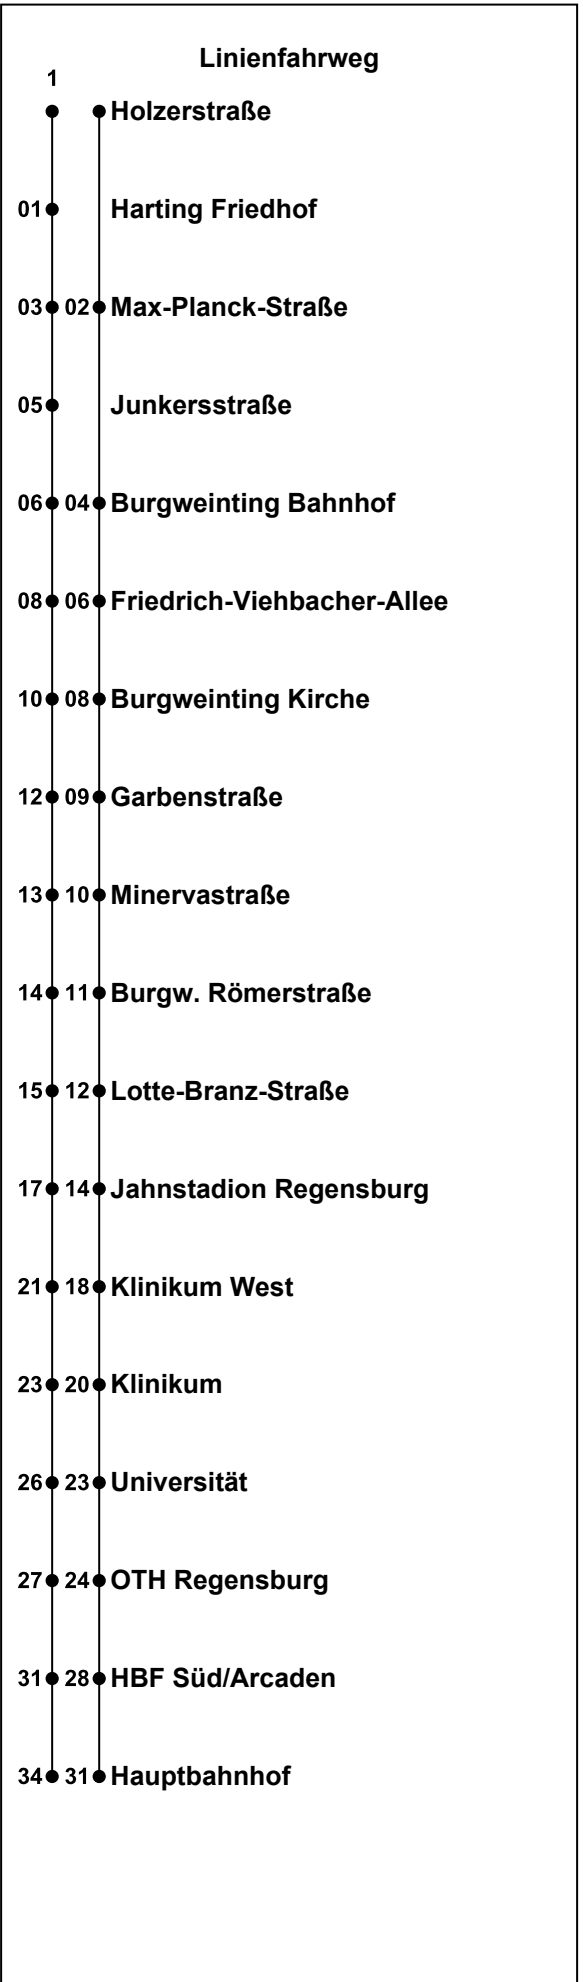 Linienfahrweg
1
Holzerstraße
01 Harting Friedhof
03 02 Max-Planck-Straße
05 Junkersstraße
06 04 Burgweinting Bahnhof
08 06 Friedrich-Viehbacher-Allee
10 08 Burgweinting Kirche
12 09 Garbenstraße
13 10 Minervastraße
14 11 Burgw. Römerstraße
15 12 Lotte-Branz-Straße
17 14 Jahnstadion Regensburg
21 18 Klinikum West
23 20 Klinikum
26 23 Universität
27 24 OTH Regensburg
31 28 HBF Süd/Arcaden
34 31 Hauptbahnhof